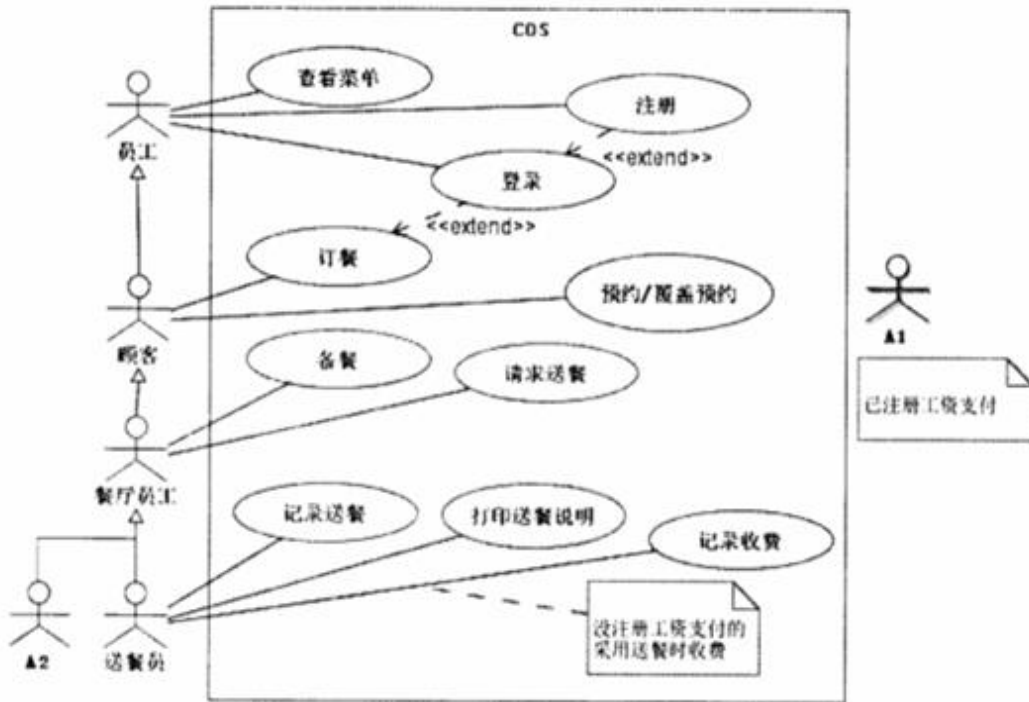 COS
查看菜单
注册
员工
<<extend>>
登录
<<extend>>
订餐
预约/覆盖预约
A1
顾客
备餐
请求送餐
已注册工资支付
餐厅员工
记录送餐
打印送餐说明
记录收费
没注册工资支付的
采用送餐时收费
A2
送餐员